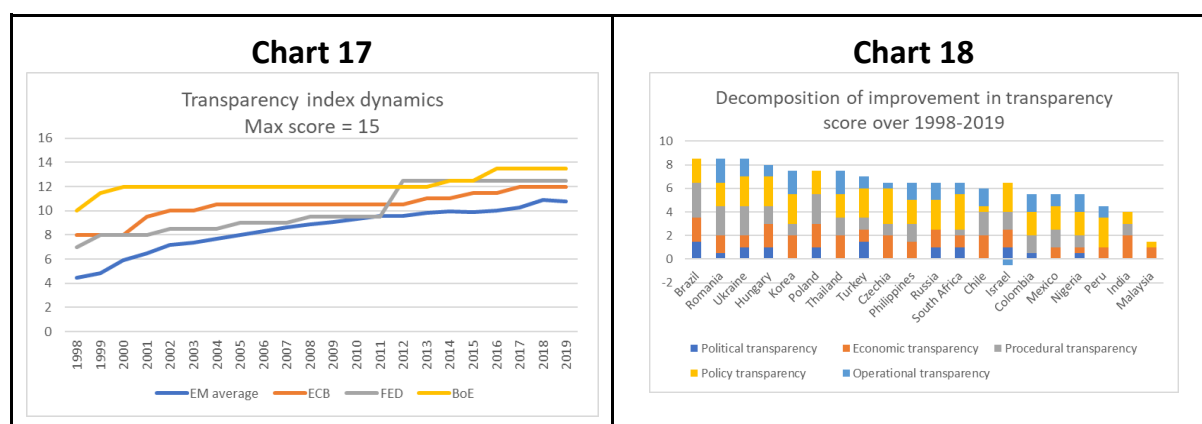 Chart 17
Transparency index dynamics
Max score = 15
16
14
12
10
8
6
4
2
0
1998
1999
2000
2001
2002
2003
2004
2005
2006
2007
2008
2009
2010
2011
2012
2013
2014
2015
2016
2017
2018
2019
EM average
ECB
FED
BoE
Chart 18
Decomposition of improvement in transparency
score over 1998-2019
10
8
6
4
2
0
-2
Brazil
Romania
Ukraine
Hungary
Korea
Poland
Thailand
Turkey
Czechia
Philippines
Russia
South Africa
Chile
Israel
Colombia
Mexico
Nigeria
Peru
India
Malaysia
Political transparency
Economic transparency
Procedural transparency
Policy transparency
Operational transparency